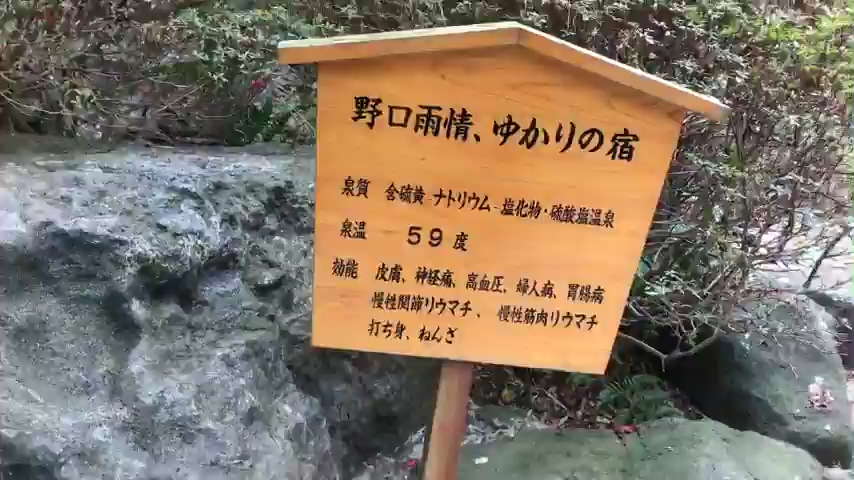 野口雨情、ゆかりの宿
泉質 含硫黄-ナトリウム-塩化物・硫酸塩温泉
泉温 59度
効能 皮膚、神経痛、高血圧、婦人病、胃腸病
慢性関節リウマチ、慢性筋肉リウマチ
打ち身、ねんざ